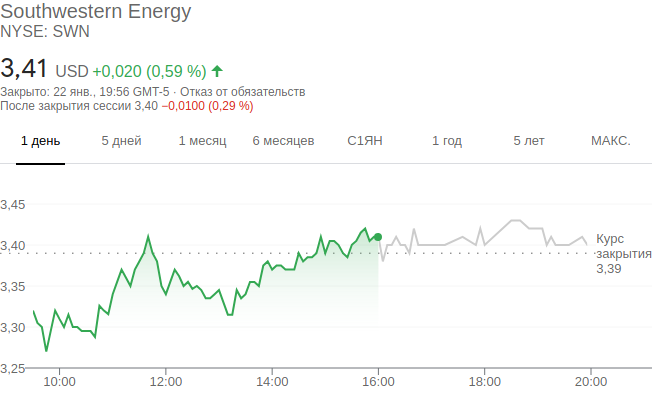 Southwestern Energy
NYSE: SWN
3,41 USD +0,020 (0,59 %)
Закрыто: 22 янв., 19:56 GMT-5 · Отказ от обязательств
После закрытия сессии 3,40 −0,0100 (0,29 %)
1 день 5 дней 1 месяц 6 месяцев С1ЯН 1 год 5 лет МАКС.
3,45
3,40
3,35
3,30
3,25
Курс
закрытия
3,39
10:00 12:00 14:00 16:00 18:00 20:00